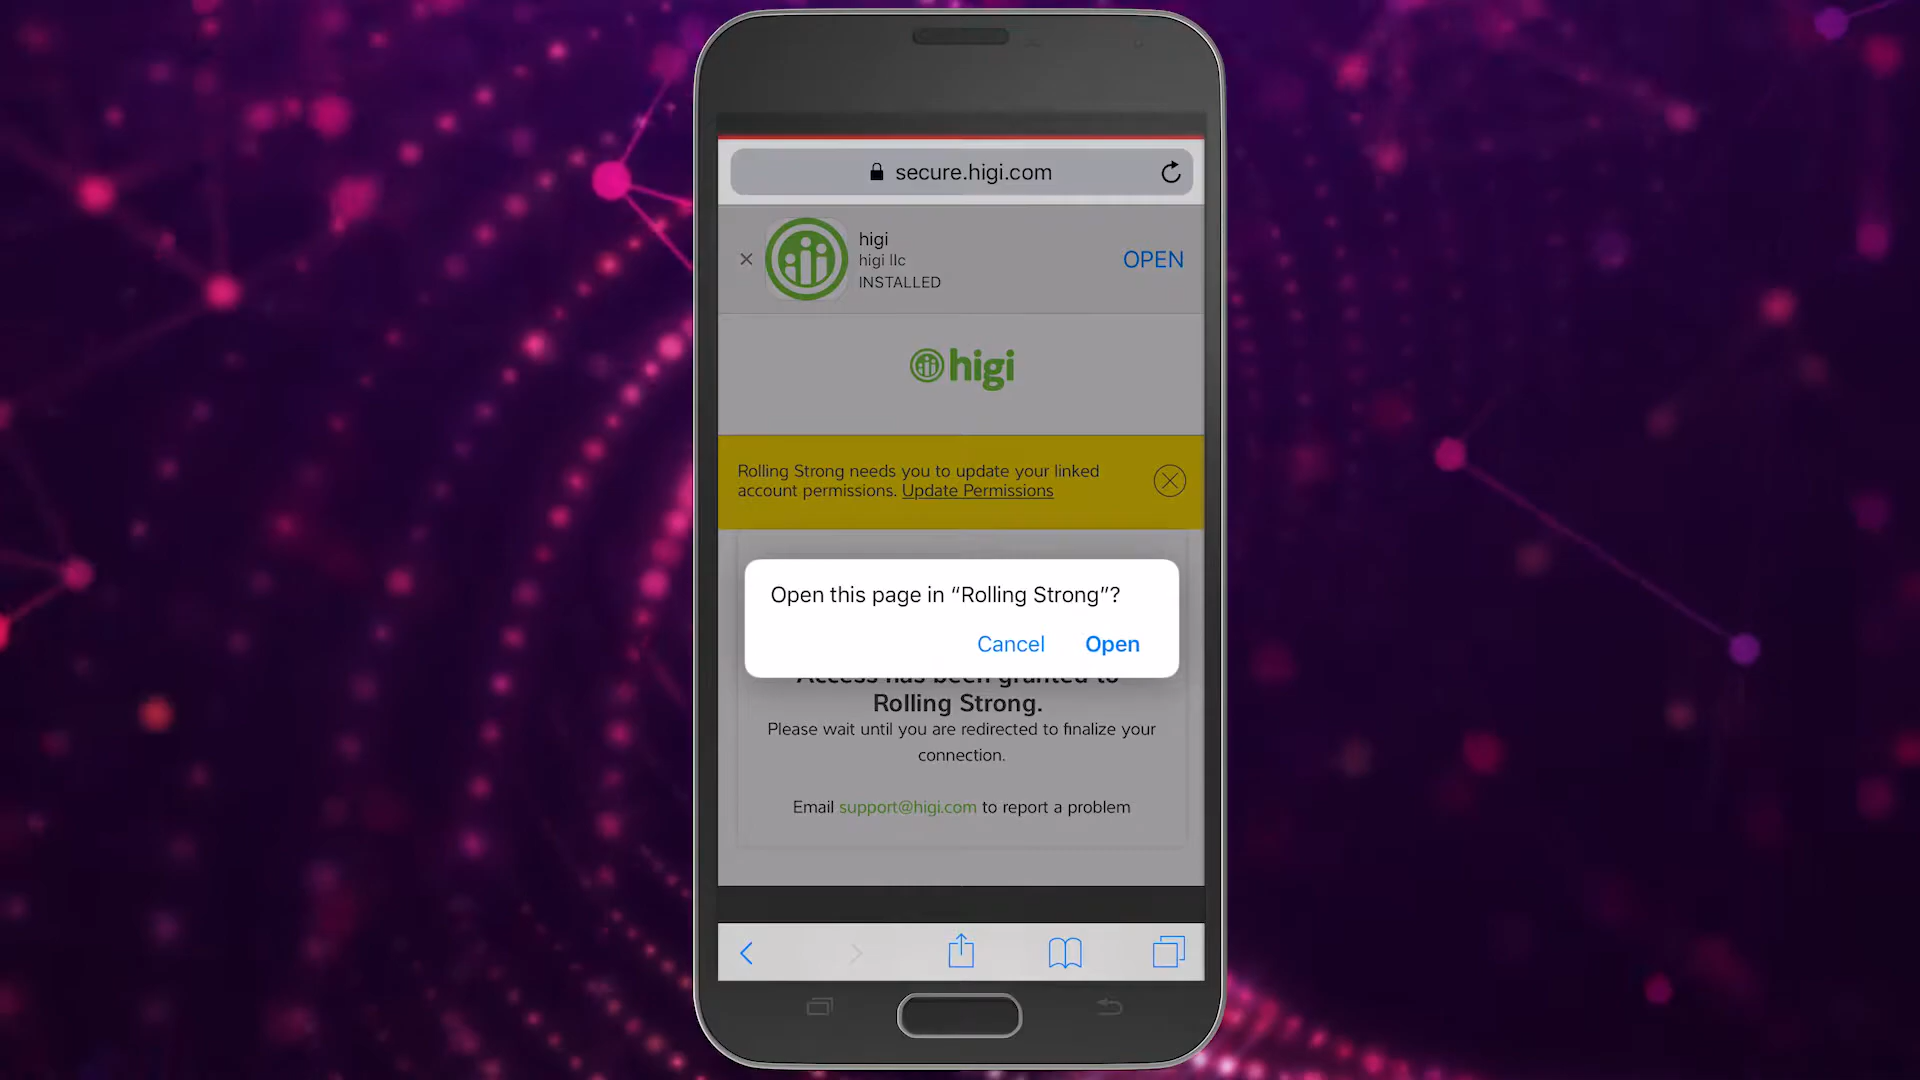 secure.higi.com
higi
higi llc
INSTALLED
OPEN
higi
Rolling Strong needs you to update your linked
account permissions. Update Permissions
Open this page in “Rolling Strong”?
Cancel
Open
Access has been granted to
Rolling Strong.
Please wait until you are redirected to finalize your
connection.
Email support@higi.com to report a problem